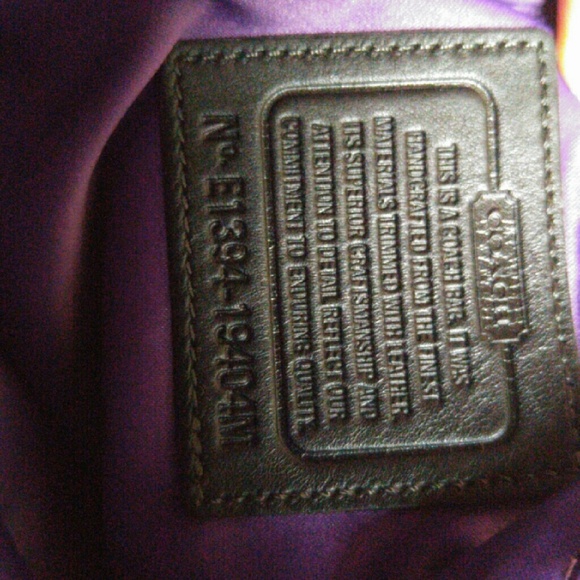 COACH
THIS IS A COACH BAG. IT WAS
HANDCRAFTED FROM THE FINEST
MATERIALS TRIMMED WITH LEATHER.
ITS SUPERIOR CRAFTSMANSHIP AND
ATTENTION TO DETAIL REFLECT OUR
COMMITMENT TO ENDURING QUALITY.
No. E1394-19404M